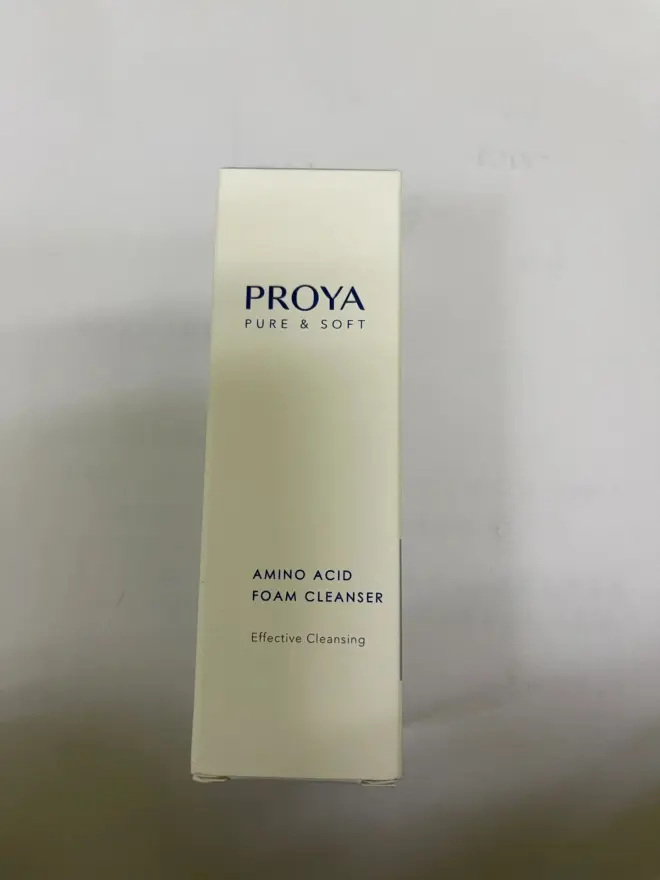 PROYA
PURE & SOFT
AMINO ACID
FOAM CLEANSER
Effective Cleansing